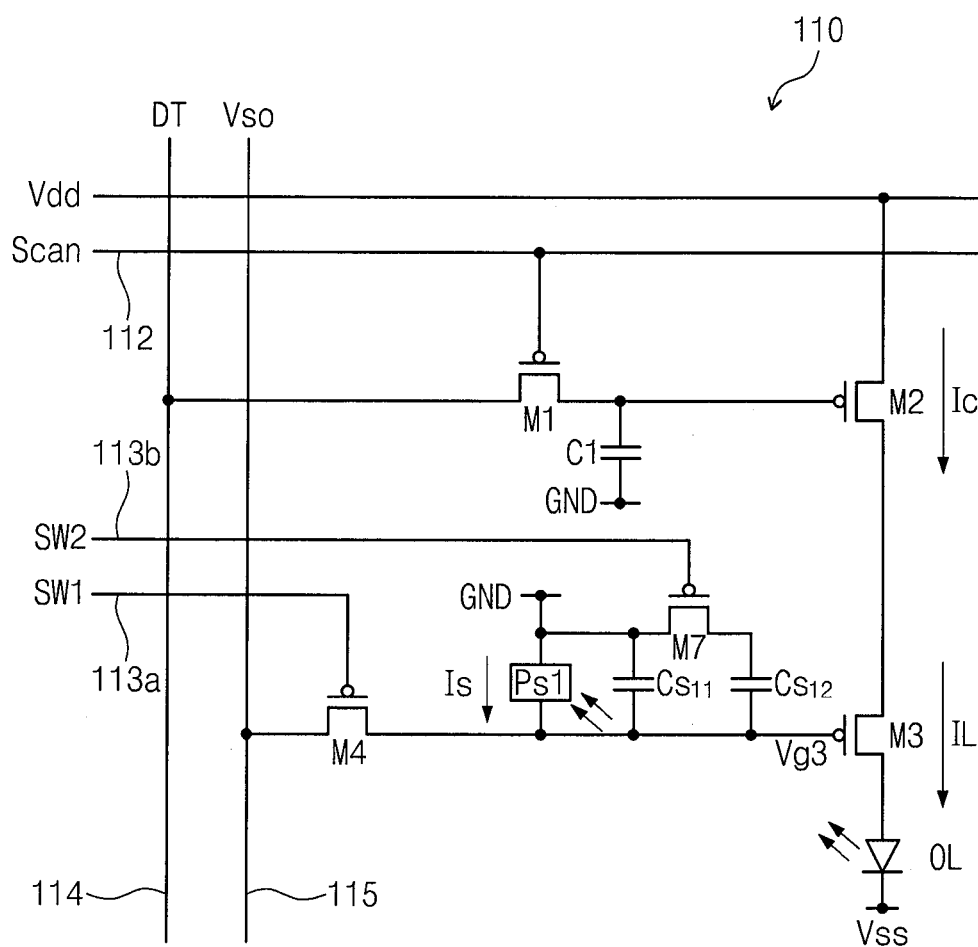 110
DT
Vso
Vdd
Scan
112
M1
M2
Ic
C1
113b
GND
SW2
SW1
GND
M7
113a
Is
Ps1
Cs11
Cs12
M4
Vg3
M3
IL
OL
114
115
Vss